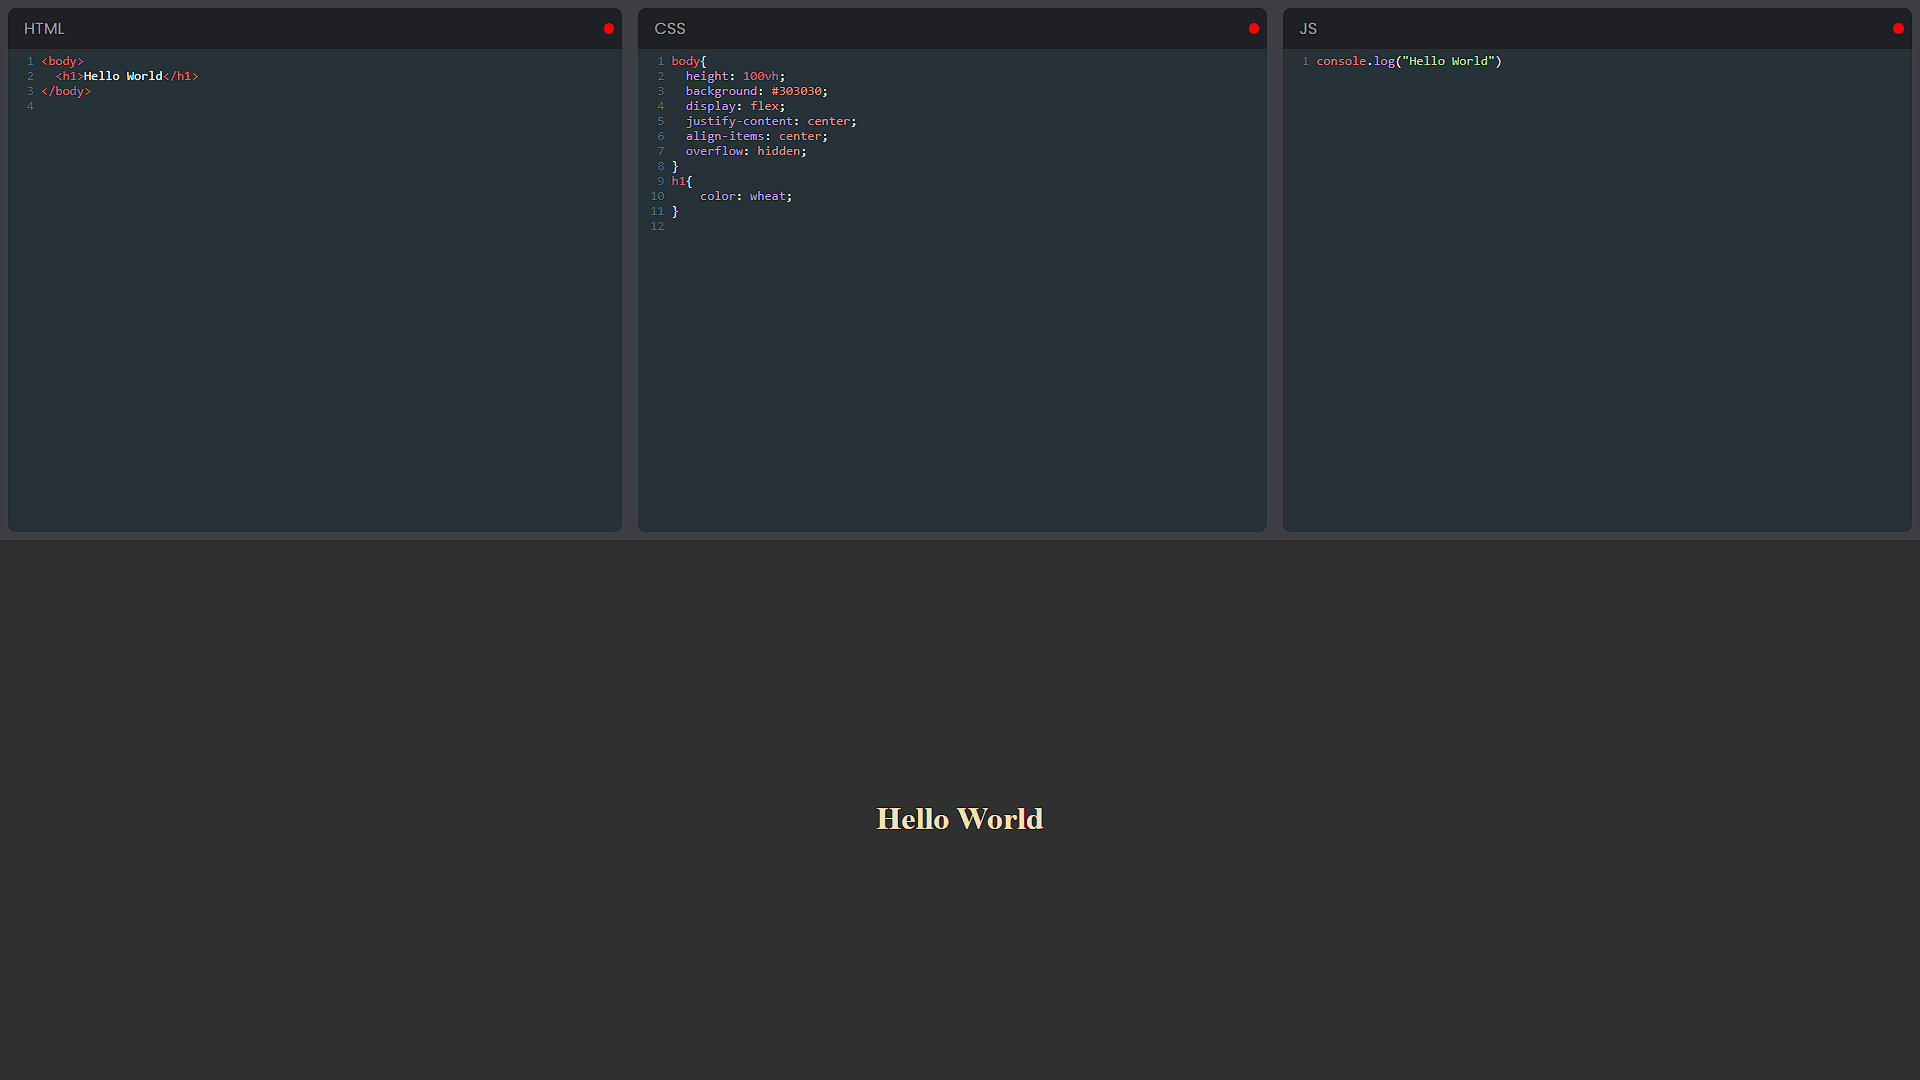 HTML
1 <body>
2   <h1>Hello World</h1>
3 </body>
4
CSS
1 body{
2   height: 100vh;
3   background: #303030;
4   display: flex;
5   justify-content: center;
6   align-items: center;
7   overflow: hidden;
8 }
9 h1{
10     color: wheat;
11 }
12
JS
1 console.log("Hello World")
Hello World